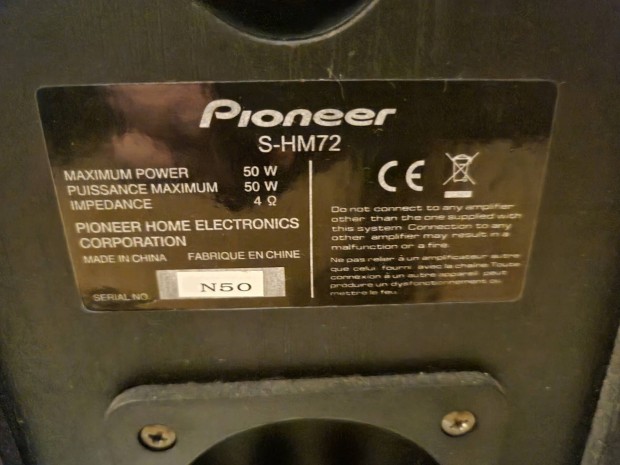 Pioneer
S-HM72
MAXIMUM POWER 50 W
PUISSANCE MAXIMUM 50 W
IMPEDANCE 4 Ω
PIONEER HOME ELECTRONICS
CORPORATION
MADE IN CHINA FABRIQUE EN CHINE
SERIAL NO. N50
CE
Do not connect to any amplifier
other than the one supplied with
this system. Connection to any
other amplifier may result in a
malfunction or a fire.
Ne pas relier à un amplificateur autre
que celui fourni avec la chaîne. Toute
connexion à un autre appareil peut
produire un dysfonctionnement ou
mettre le feu.